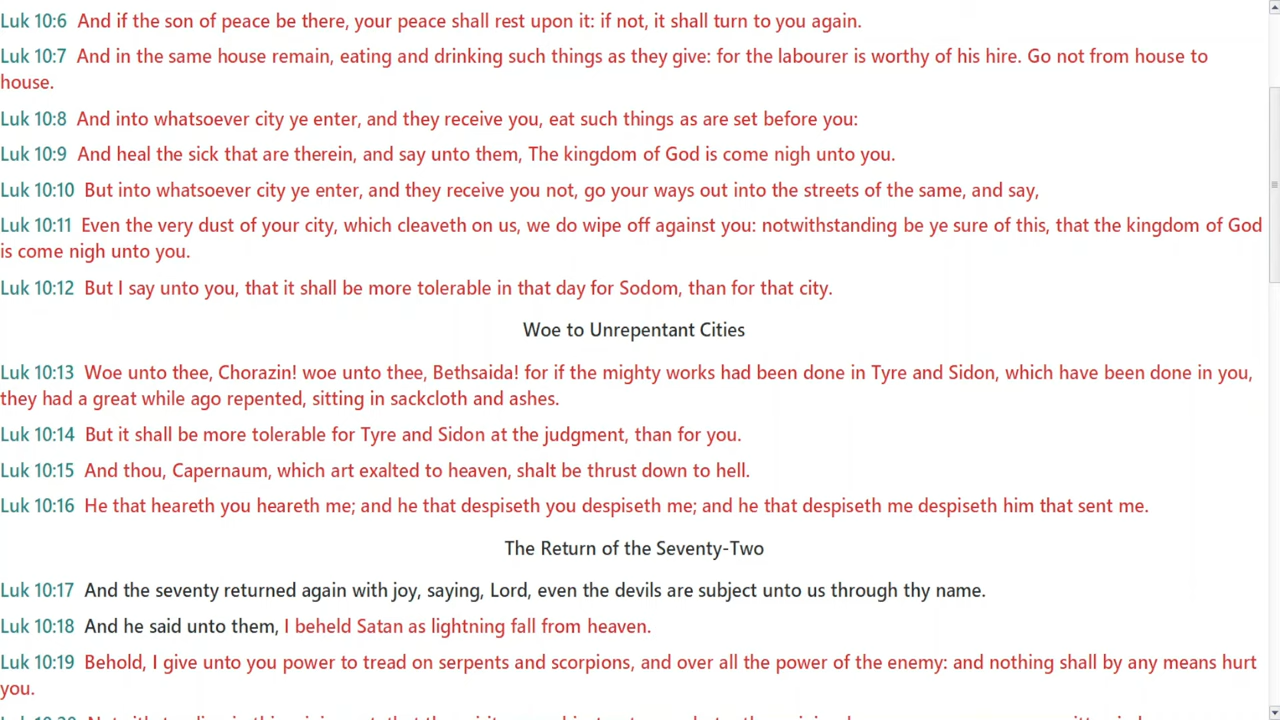 Luk 10:6 And if the son of peace be there, your peace shall rest upon it: if not, it shall turn to you again.
Luk 10:7 And in the same house remain, eating and drinking such things as they give: for the labourer is worthy of his hire. Go not from house to
house.
Luk 10:8 And into whatsoever city ye enter, and they receive you, eat such things as are set before you:
Luk 10:9 And heal the sick that are therein, and say unto them, The kingdom of God is come nigh unto you.
Luk 10:10 But into whatsoever city ye enter, and they receive you not, go your ways out into the streets of the same, and say,
Luk 10:11 Even the very dust of your city, which cleaveth on us, we do wipe off against you: notwithstanding be ye sure of this, that the kingdom of God
is come nigh unto you.
Luk 10:12 But I say unto you, that it shall be more tolerable in that day for Sodom, than for that city.
Woe to Unrepentant Cities
Luk 10:13 Woe unto thee, Chorazin! woe unto thee, Bethsaida! for if the mighty works had been done in Tyre and Sidon, which have been done in you,
they had a great while ago repented, sitting in sackcloth and ashes.
Luk 10:14 But it shall be more tolerable for Tyre and Sidon at the judgment, than for you.
Luk 10:15 And thou, Capernaum, which art exalted to heaven, shalt be thrust down to hell.
Luk 10:16 He that heareth you heareth me; and he that despiseth you despiseth me; and he that despiseth me despiseth him that sent me.
The Return of the Seventy-Two
Luk 10:17 And the seventy returned again with joy, saying, Lord, even the devils are subject unto us through thy name.
Luk 10:18 And he said unto them, I beheld Satan as lightning fall from heaven.
Luk 10:19 Behold, I give unto you power to tread on serpents and scorpions, and over all the power of the enemy: and nothing shall by any means hurt
you.